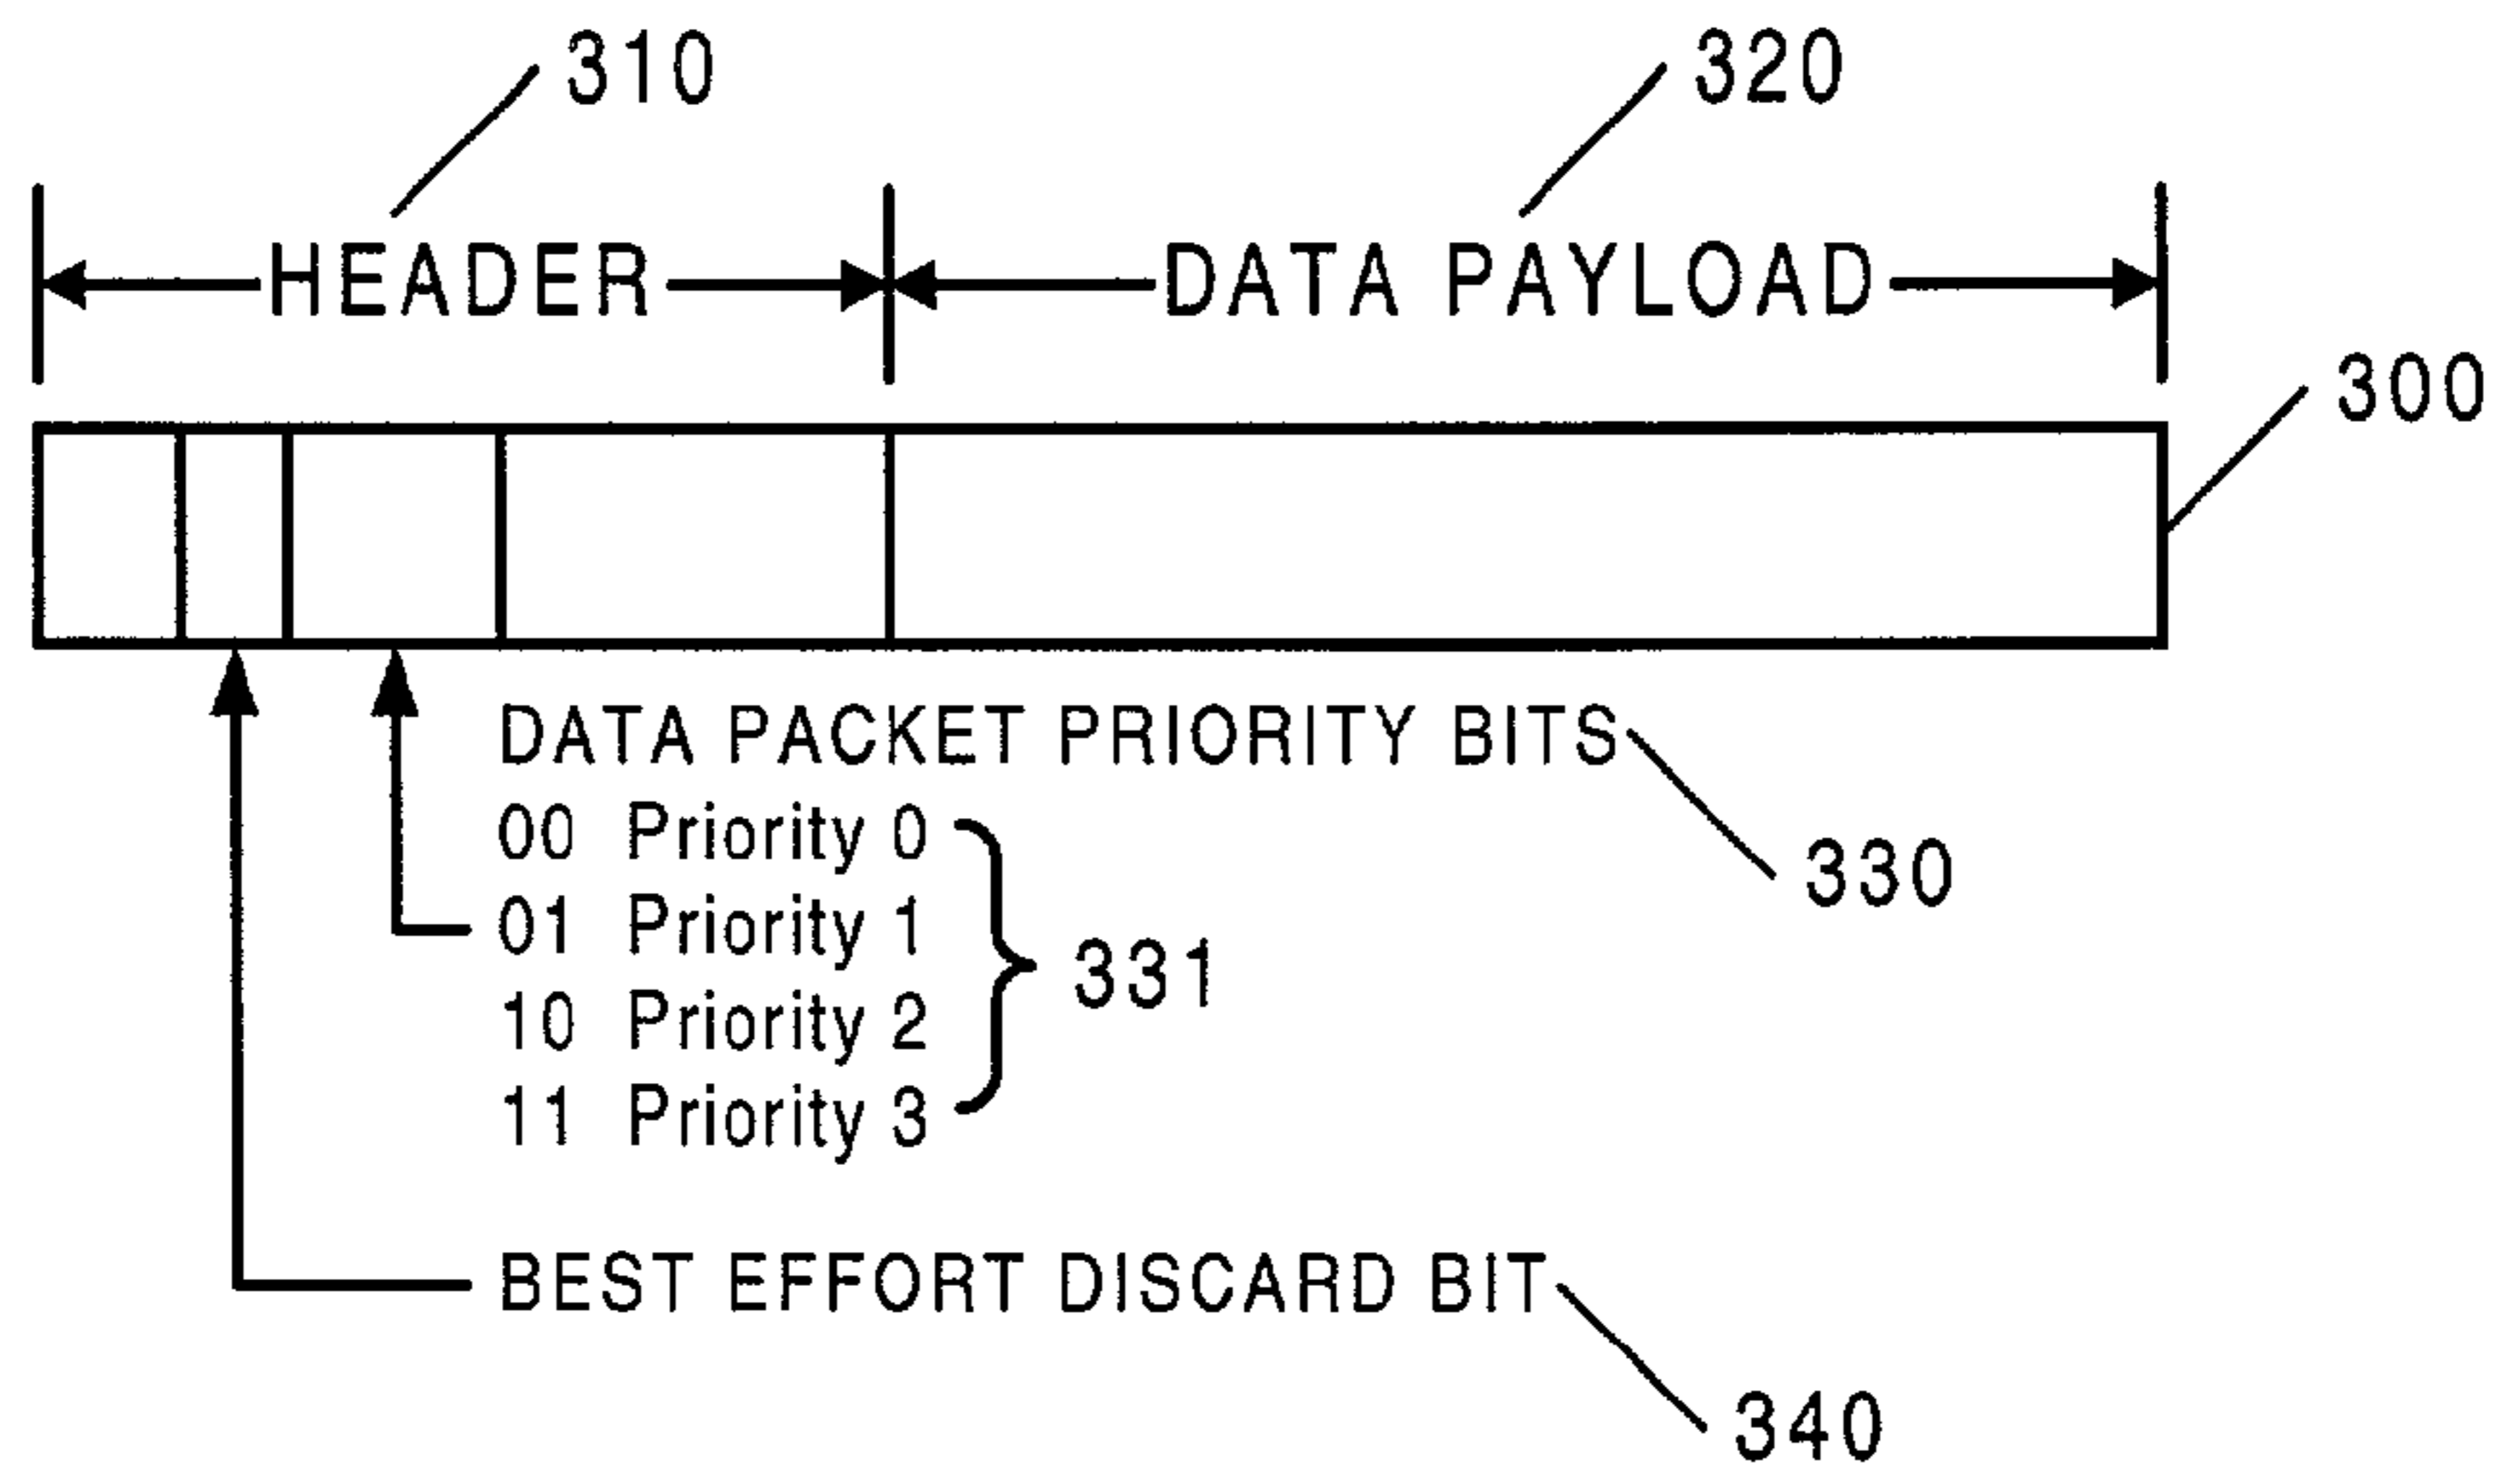 310
320
HEADER
DATA PAYLOAD
300
DATA PACKET PRIORITY BITS
330
00 Priority 0
01 Priority 1
331
10 Priority 2
11 Priority 3
BEST EFFORT DISCARD BIT
340